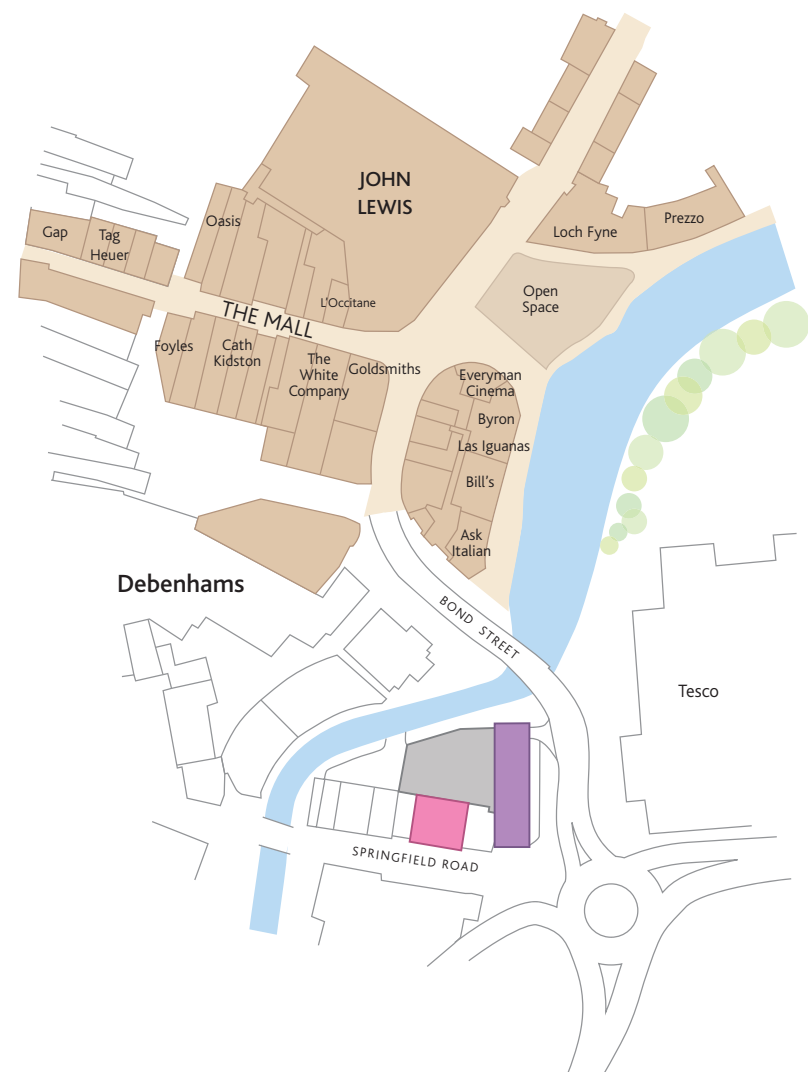 JOHN
LEWIS
Loch Fyne
Prezzo
Oasis
Gap
Tag
Heuer
Open
Space
L'Occitane
THE MALL
Foyles
Cath
Kidston
The
White
Company
Goldsmiths
Everyman
Cinema
Byron
Las Iguanas
Bill's
Ask
Italian
Debenhams
BOND STREET
Tesco
SPRINGFIELD ROAD